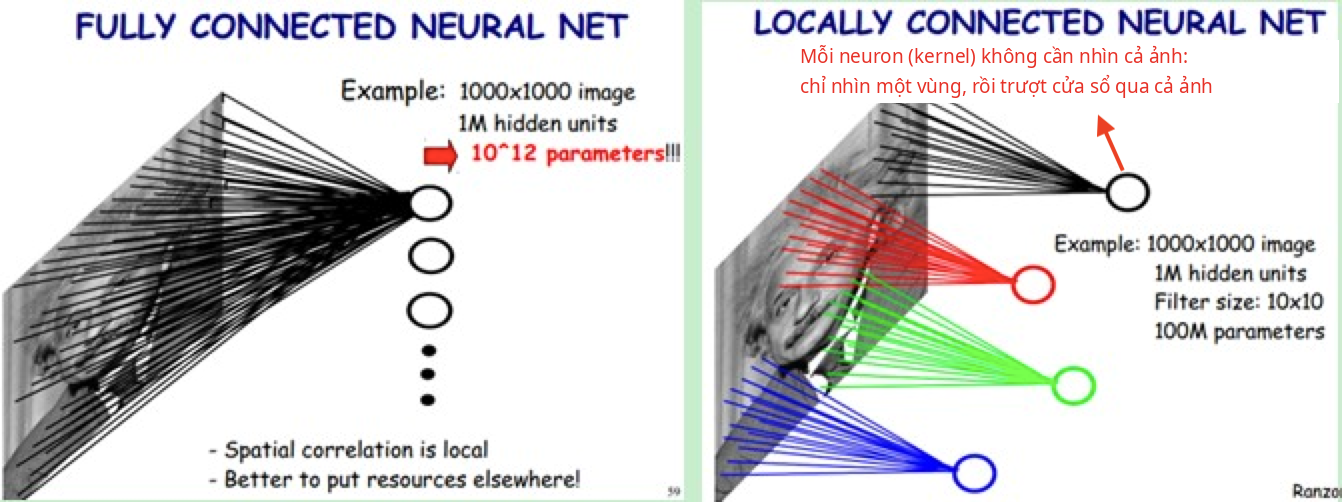 FULLY CONNECTED NEURAL NET
Example: 1000x1000 image
1M hidden units
10^12 parameters!!!
- Spatial correlation is local
- Better to put resources elsewhere!
59
LOCALLY CONNECTED NEURAL NET
Mỗi neuron (kernel) không cần nhìn cả ảnh:
chỉ nhìn một vùng, rồi trượt cửa sổ qua cả ảnh
Example: 1000x1000 image
1M hidden units
Filter size: 10x10
100M parameters
Ranza